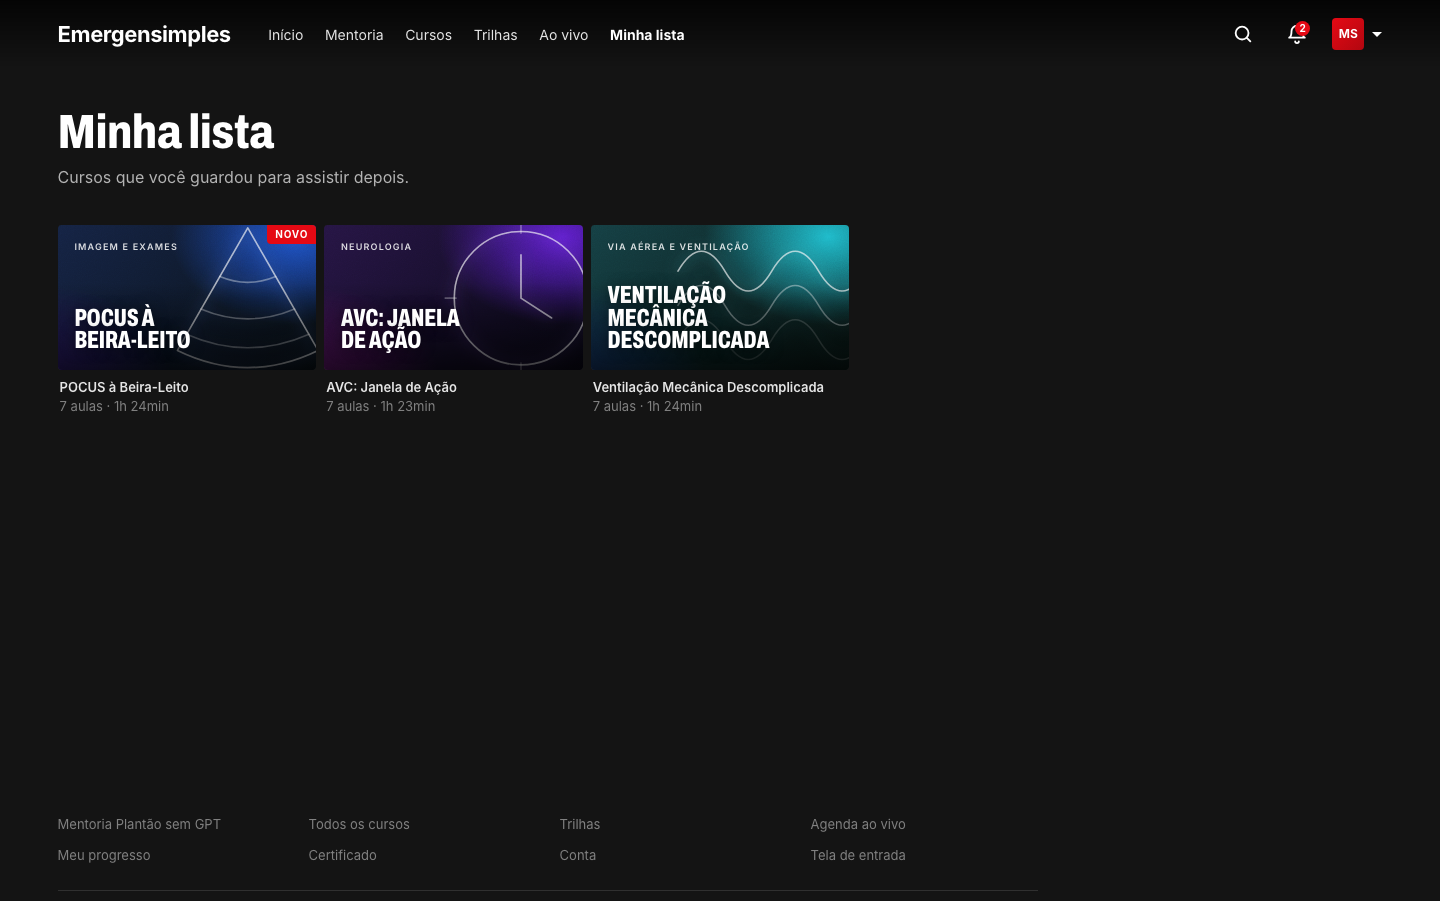 Emergensimples
Início
Mentoria
Cursos
Trilhas
Ao vivo
Minha lista
2
MS
Minha lista
Cursos que você guardou para assistir depois.
IMAGEM E EXAMES
NOVO
POCUS À
BEIRA-LEITO
POCUS à Beira-Leito
7 aulas · 1h 24min
NEUROLOGIA
AVC: JANELA
DE AÇÃO
AVC: Janela de Ação
7 aulas · 1h 23min
VIA AÉREA E VENTILAÇÃO
VENTILAÇÃO
MECÂNICA
DESCOMPLICADA
Ventilação Mecânica Descomplicada
7 aulas · 1h 24min
Mentoria Plantão sem GPT
Todos os cursos
Trilhas
Agenda ao vivo
Meu progresso
Certificado
Conta
Tela de entrada